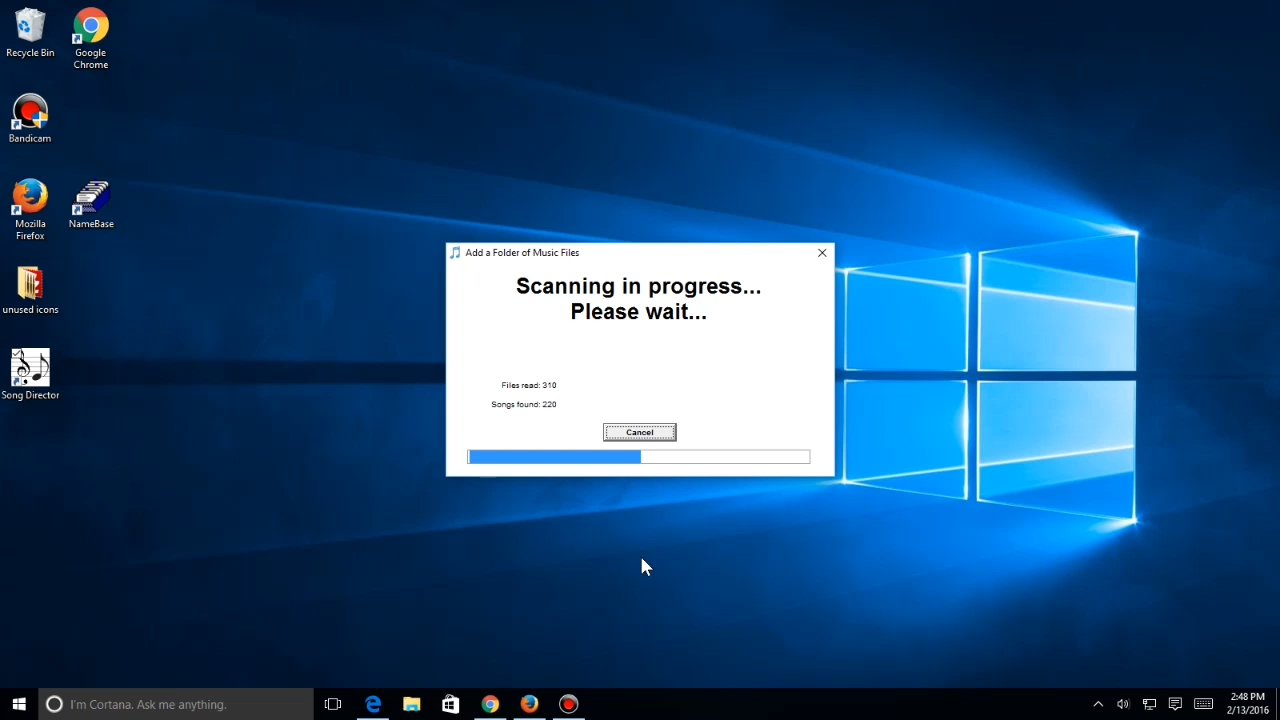 Recycle Bin
Google
Chrome
Bandicam
Mozilla
Firefox
NameBase
unused icons
Song Director
Add a Folder of Music Files
Scanning in progress...
Please wait...
Files read: 310
Songs found: 220
Cancel
I'm Cortana. Ask me anything.
2:48 PM
2/13/2016